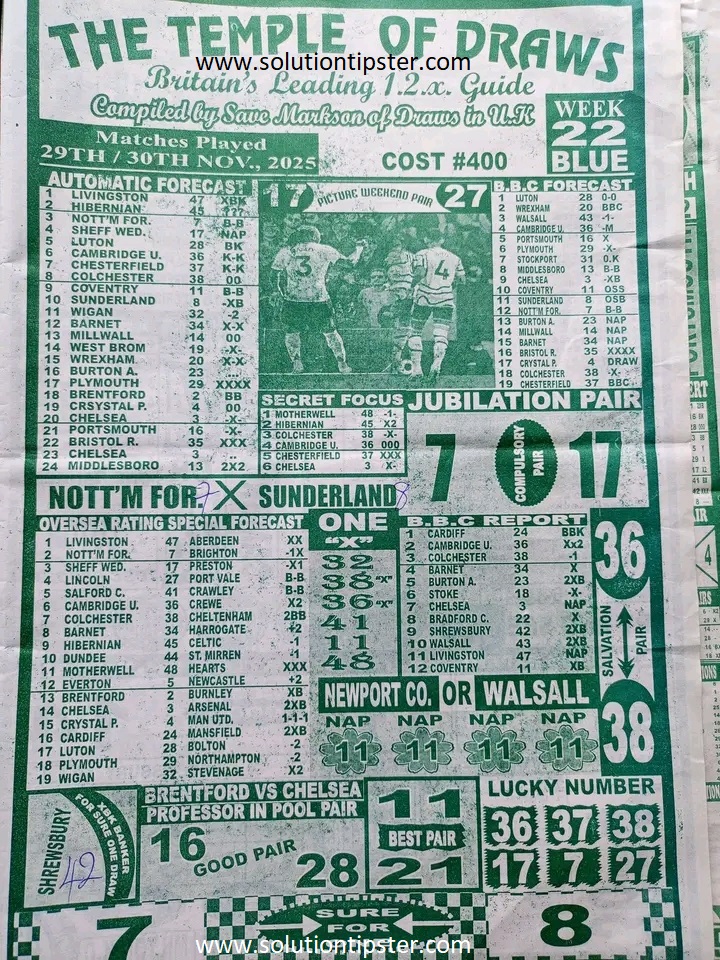 THE TEMPLE OF DRAWS
www.solutiontipster.com
Britain's Leading 1.2.x. Guide
Compiled by Save Markson of Draws in U.K
WEEK
22
BLUE
Matches Played
29TH / 30TH NOV., 2025
COST #400
AUTOMATIC FORECAST
1 LIVINGSTON 47 XBK
2 HIBERNIAN 45 ???
3 NOTT'M FOR. 7 B-B
4 SHEFF WED. 17 NAP
5 LUTON 28 BK
6 CAMBRIDGE U. 36 K-K
7 CHESTERFIELD 37 K-K
8 COLCHESTER 38 00
9 COVENTRY 11 B-B
10 SUNDERLAND 8 -XB
11 WIGAN 32 -2
12 BARNET 34 X-X
13 MILLWALL 14 00
14 WEST BROM 19 -X-
15 WREXHAM 20 X-X
16 BURTON A. 23 ....
17 PLYMOUTH 29 XXXX
18 BRENTFORD 2 BB
19 CRSYSTAL P. 4 00
20 CHELSEA 3 -X-
21 PORTSMOUTH 16 -X-
22 BRISTOL R. 35 XXX
23 CHELSEA 3 ..
24 MIDDLESBORO 13 2X2
17 PICTURE WEEKEND PAIR 27
3
4
B.B.C FORECAST
1 LUTON 28 0-0
2 WREXHAM 20 BBC
3 WALSALL 43 -1-
4 CAMBRIDGE U. 36 -M
5 PORTSMOUTH 16 X
6 PLYMOUTH 29 -X-
7 STOCKPORT 31 O.K
8 MIDDLESBORO 13 B-B
9 CHELSEA 3 -XB
10 COVENTRY 11 OSS
11 SUNDERLAND 8 OSB
12 NOTT'M FOR. 7 B-B
13 BURTON A. 23 NAP
14 MILLWALL 14 NAP
15 BARNET 34 NAP
16 BRISTOL R. 35 XXXX
17 CRYSTAL P. 4 DRAW
18 COLCHESTER 38 -X-
19 CHESTERFIELD 37 BBC
SECRET FOCUS
1 MOTHERWELL 48 -1-
2 HIBERNIAN 45 X2
3 COLCHESTER 38 -X
4 CAMBRIDGE U. 36 000
5 CHESTERFIELD 37 XXX
6 CHELSEA 3 X-
JUBILATION PAIR
7 COMPULSORY PAIR 17
NOTT'M FOR. 7 X SUNDERLAND 8
OVERSEA RATING SPECIAL FORECAST
1 LIVINGSTON 47 ABERDEEN XX
2 NOTT'M FOR. 7 BRIGHTON -1X
3 SHEFF WED. 17 PRESTON -X1
4 LINCOLN 27 PORT VALE B-B
5 SALFORD C. 41 CRAWLEY B-B
6 CAMBRIDGE U. 36 CREWE X2
7 COLCHESTER 38 CHELTENHAM 2BB
8 BARNET 34 HARROGATE +2
9 HIBERNIAN 45 CELTIC -1
10 DUNDEE 44 ST. MIRREN -1
11 MOTHERWELL 48 HEARTS XXX
12 EVERTON 5 NEWCASTLE +2
13 BRENTFORD 2 BURNLEY XB
14 CHELSEA 3 ARSENAL 2XB
15 CRYSTAL P. 4 MAN UTD. 1-1-1
16 CARDIFF 24 MANSFIELD 2XB
17 LUTON 28 BOLTON -2
18 PLYMOUTH 29 NORTHAMPTON -2
19 WIGAN 32 STEVENAGE X2
ONE
"X"
32
38 "X"
36 "X"
41
11
48
B.B.C REPORT
1 CARDIFF 24 BBK
2 CAMBRIDGE U. 36 Xx2
3 COLCHESTER 38 -1
4 BARNET 34 X
5 BURTON A. 23 2XB
6 STOKE 18 -X-
7 CHELSEA 3 NAP
8 BRADFORD C. 22 X
9 SHREWSBURY 42 2XB
10 WALSALL 43 2XB
11 LIVINGSTON 47 NAP
12 COVENTRY 11 XB
36
SALVATION PAIR
38
NEWPORT CO. OR WALSALL
NAP NAP NAP NAP
11 11 11 11
SHREWSBURY 42
XBK BANKER
FOR SURE ONE DRAW
BRENTFORD VS CHELSEA
PROFESSOR IN POOL PAIR
16 GOOD PAIR 28
11
BEST PAIR
21
LUCKY NUMBER
36 37 38
17 7 27
7
SURE
FOR
8
www.solutiontipster.com